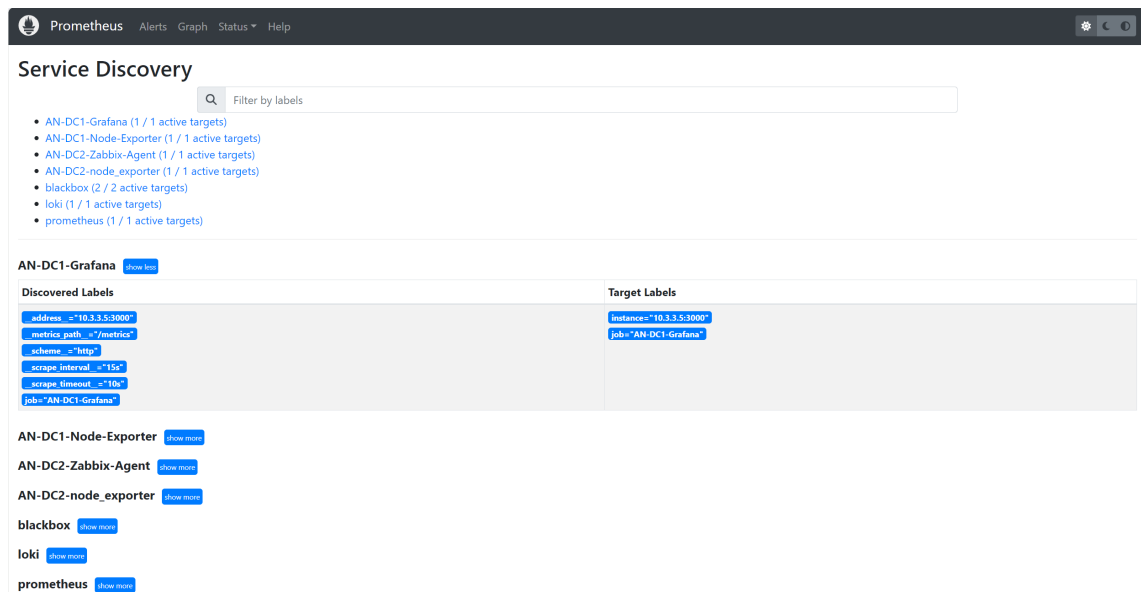 Prometheus Alerts Graph Status Help
Service Discovery
Filter by labels
AN-DC1-Grafana (1 / 1 active targets)
AN-DC1-Node-Exporter (1 / 1 active targets)
AN-DC2-Zabbix-Agent (1 / 1 active targets)
AN-DC2-node_exporter (1 / 1 active targets)
blackbox (2 / 2 active targets)
loki (1 / 1 active targets)
prometheus (1 / 1 active targets)
AN-DC1-Grafana show less
Discovered Labels Target Labels
__address__="10.3.3.5:3000" instance="10.3.3.5:3000"
__metrics_path__="/metrics" job="AN-DC1-Grafana"
__scheme__="http"
__scrape_interval__="15s"
__scrape_timeout__="10s"
job="AN-DC1-Grafana"
AN-DC1-Node-Exporter show more
AN-DC2-Zabbix-Agent show more
AN-DC2-node_exporter show more
blackbox show more
loki show more
prometheus show more